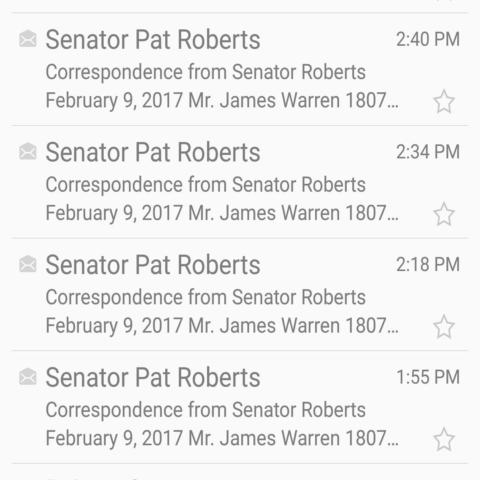 Senator Pat Roberts 2:40 PM
Correspondence from Senator Roberts
February 9, 2017 Mr. James Warren 1807...
Senator Pat Roberts 2:34 PM
Correspondence from Senator Roberts
February 9, 2017 Mr. James Warren 1807...
Senator Pat Roberts 2:18 PM
Correspondence from Senator Roberts
February 9, 2017 Mr. James Warren 1807...
Senator Pat Roberts 1:55 PM
Correspondence from Senator Roberts
February 9, 2017 Mr. James Warren 1807...